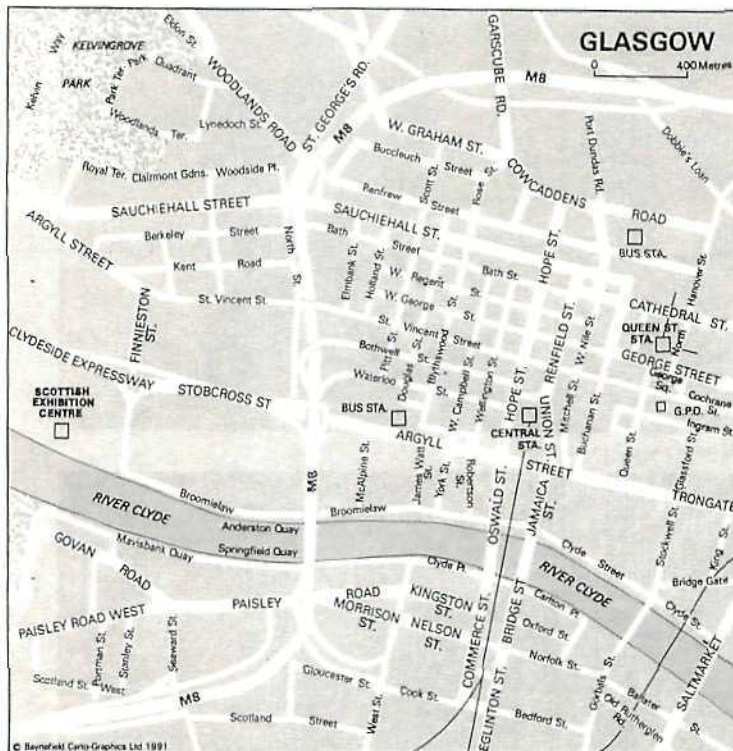 GLASGOW
0 400 Metres
KELVINGROVE
PARK
Kelvin Way
Eldon St.
Park Ter.
Park Quadrant
WOODLANDS ROAD
Woodlands Ter.
Lynedoch St.
ST. GEORGE'S RD.
M8
GARSCUBE RD.
M8
W. GRAHAM ST.
Port Dundas Rd.
Dobbie's Loan
Buccleuch Street
Scott St.
Rose St.
COWCADDENS ROAD
Royal Ter.
Clairmont Gdns.
Woodside Pl.
Renfrew Street
SAUCHIEHALL STREET
SAUCHIEHALL ST.
ARGYLL STREET
Berkeley Street
North St.
Bath Street
Bath St.
HOPE ST.
BUS STA.
Hanover St.
North
Kent Road
Elmbank St.
Holland St.
W. Regent St.
W. George St.
St. Vincent St.
St. Vincent Street
FINNIESTON ST.
RENFIELD ST.
W. Nile St.
CATHEDRAL ST.
QUEEN ST. STA.
GEORGE STREET
George Sq.
Cochrane St.
G.P.D.
Ingram St.
CLYDESIDE EXPRESSWAY
Bothwell St.
Pitt St.
Waterloo St.
Douglas St.
Blythswood
W. Campbell St.
Wellington St.
HOPE ST.
UNION ST.
Mitchell St.
Buchanan St.
SCOTTISH
EXHIBITION
CENTRE
STOBCROSS ST
BUS STA.
CENTRAL
STA.
ARGYLL STREET
Queen St.
Glassford St.
TRONGATE
M8
McAlpine St.
James Watt St.
York St.
Robertson St.
OSWALD ST.
JAMAICA ST.
Stockwell St.
King St.
RIVER CLYDE
Broomielaw
Broomielaw
Anderston Quay
Mavisbank Quay
Springfield Quay
Clyde Pl.
Clyde Street
RIVER CLYDE
Bridge Gate
Clyde St.
GOVAN ROAD
PAISLEY ROAD WEST
PAISLEY ROAD
KINGSTON ST.
MORRISON ST.
NELSON ST.
COMMERCE ST.
BRIDGE ST
Carlton Pl.
Oxford St.
Norfolk St.
Gorbals St.
Ballater St.
Old Rutherglen Rd.
SALTMARKET
Portman St.
Stanley St.
Seaward St.
Scotland St. West
M8
Gloucester St.
Cook St.
West St.
Scotland Street
EGLINTON ST.
Bedford St.
© Baynefield Carto-Graphics Ltd 1991